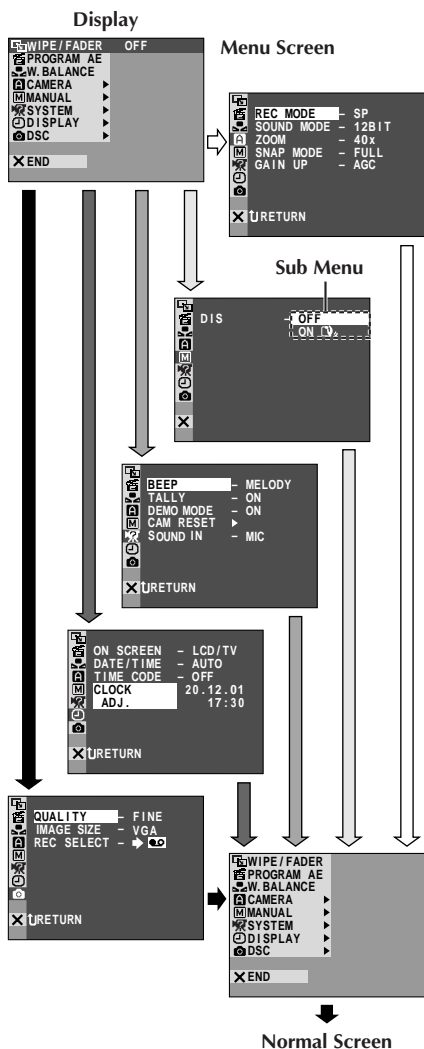 Display
WIPE/FADER OFF
PROGRAM AE
W. BALANCE
CAMERA
MANUAL
SYSTEM
DISPLAY
DSC
END
Menu Screen
REC MODE – SP
SOUND MODE – 12BIT
ZOOM – 40x
SNAP MODE – FULL
GAIN UP – AGC
RETURN
Sub Menu
DIS – OFF
ON
BEEP – MELODY
TALLY – ON
DEMO MODE – ON
CAM RESET
SOUND IN – MIC
RETURN
ON SCREEN – LCD/TV
DATE/TIME – AUTO
TIME CODE – OFF
CLOCK 20.12.01
ADJ. 17:30
RETURN
QUALITY – FINE
IMAGE SIZE – VGA
REC SELECT –
RETURN
WIPE/FADER
PROGRAM AE
W. BALANCE
CAMERA
MANUAL
SYSTEM
DISPLAY
DSC
END
Normal Screen